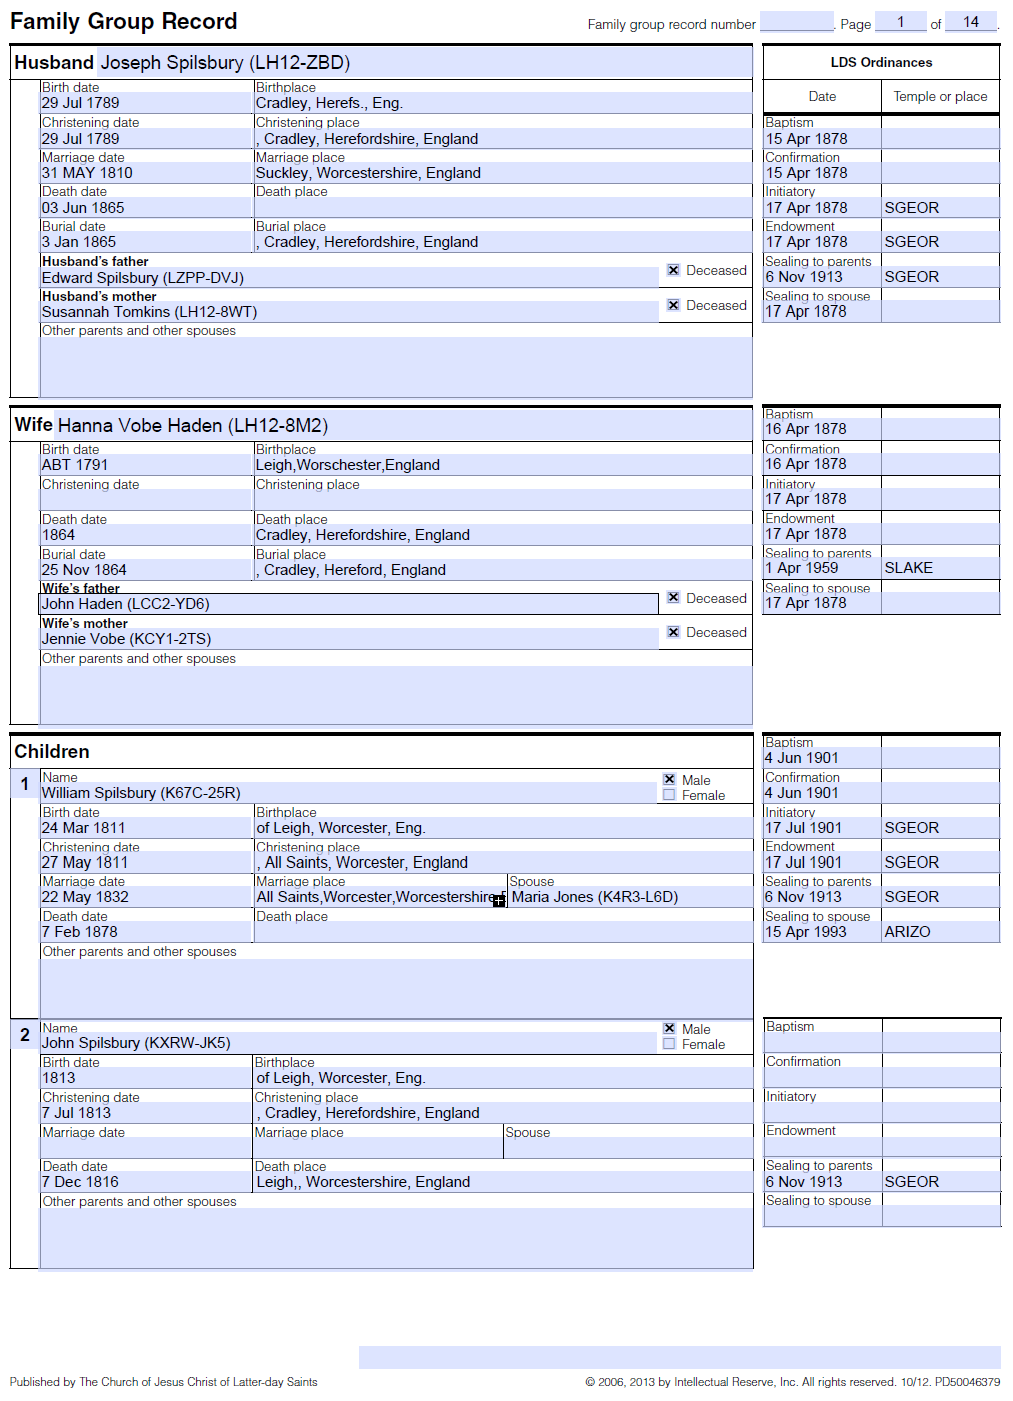 Family Group Record
Family group record number . Page 1 of 14 .
Husband Joseph Spilsbury (LH12-ZBD)
LDS Ordinances
Date Temple or place
Birth date Birthplace
29 Jul 1789 Cradley, Herefs., Eng.
Christening date Christening place
29 Jul 1789 , Cradley, Herefordshire, England
Marriage date Marriage place
31 MAY 1810 Suckley, Worcestershire, England
Death date Death place
03 Jun 1865
Burial date Burial place
3 Jan 1865 , Cradley, Herefordshire, England
Husband's father
Edward Spilsbury (LZPP-DVJ) Deceased
Husband's mother
Susannah Tomkins (LH12-8WT) Deceased
Other parents and other spouses
Baptism
15 Apr 1878
Confirmation
15 Apr 1878
Initiatory
17 Apr 1878 SGEOR
Endowment
17 Apr 1878 SGEOR
Sealing to parents
6 Nov 1913 SGEOR
Sealing to spouse
17 Apr 1878
Wife Hanna Vobe Haden (LH12-8M2)
Birth date Birthplace
ABT 1791 Leigh,Worschester,England
Christening date Christening place
Death date Death place
1864 Cradley, Herefordshire, England
Burial date Burial place
25 Nov 1864 , Cradley, Hereford, England
Wife's father
John Haden (LCC2-YD6) Deceased
Wife's mother
Jennie Vobe (KCY1-2TS) Deceased
Other parents and other spouses
Baptism
16 Apr 1878
Confirmation
16 Apr 1878
Initiatory
17 Apr 1878
Endowment
17 Apr 1878
Sealing to parents
1 Apr 1959 SLAKE
Sealing to spouse
17 Apr 1878
Children
1 Name
William Spilsbury (K67C-25R)
Male
Female
Birth date Birthplace
24 Mar 1811 of Leigh, Worcester, Eng.
Christening date Christening place
27 May 1811 , All Saints, Worcester, England
Marriage date Marriage place Spouse
22 May 1832 All Saints,Worcester,Worcestershire Maria Jones (K4R3-L6D)
Death date Death place
7 Feb 1878
Other parents and other spouses
Baptism
4 Jun 1901
Confirmation
4 Jun 1901
Initiatory
17 Jul 1901 SGEOR
Endowment
17 Jul 1901 SGEOR
Sealing to parents
6 Nov 1913 SGEOR
Sealing to spouse
15 Apr 1993 ARIZO
2 Name
John Spilsbury (KXRW-JK5)
Male
Female
Birth date Birthplace
1813 of Leigh, Worcester, Eng.
Christening date Christening place
7 Jul 1813 , Cradley, Herefordshire, England
Marriage date Marriage place Spouse
Death date Death place
7 Dec 1816 Leigh,, Worcestershire, England
Other parents and other spouses
Baptism
Confirmation
Initiatory
Endowment
Sealing to parents
6 Nov 1913 SGEOR
Sealing to spouse
Published by The Church of Jesus Christ of Latter-day Saints
© 2006, 2013 by Intellectual Reserve, Inc. All rights reserved. 10/12. PD50046379